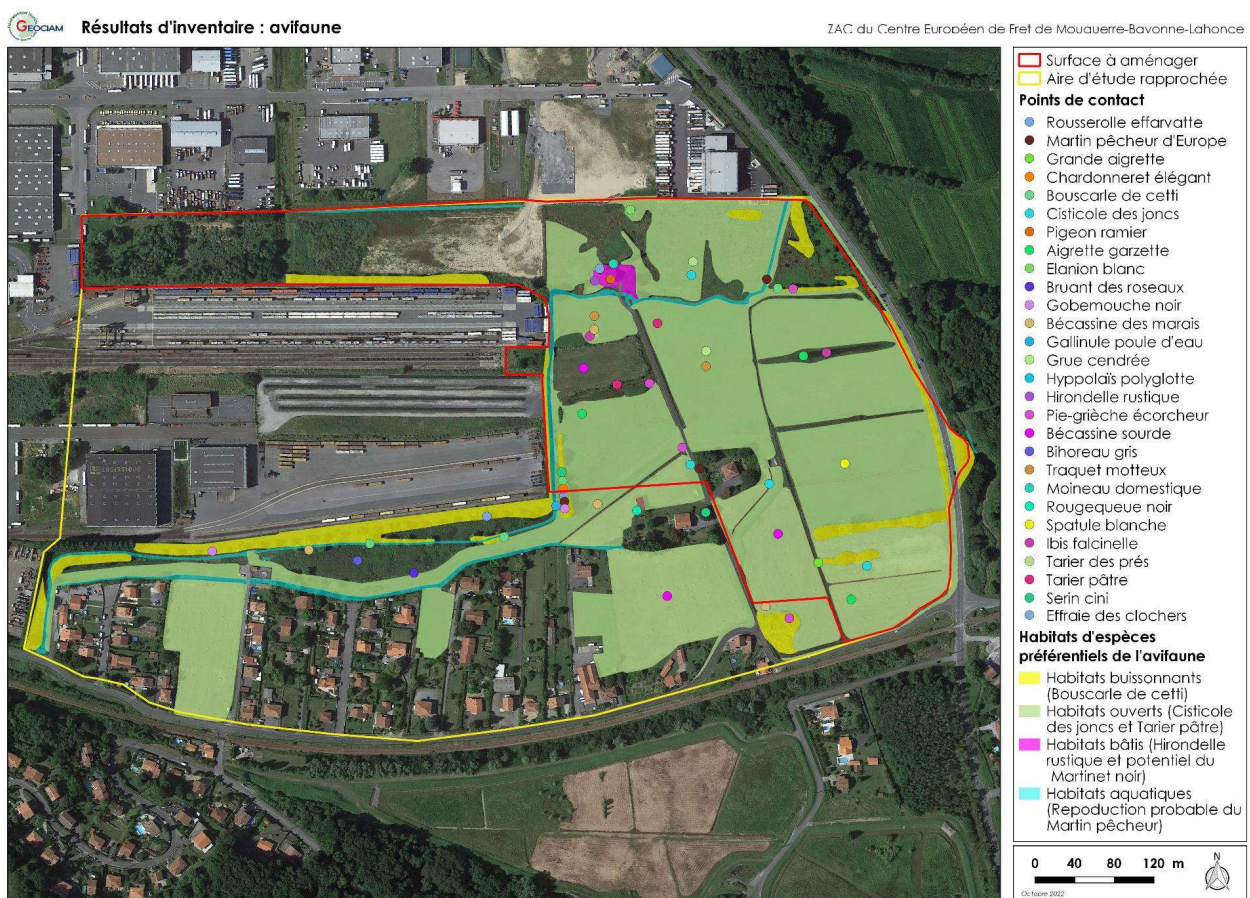 GEOCIAM
Résultats d'inventaire : avifaune
ZAC du Centre Européen de Fret de Mouguerre-Bayonne-Lahonce
Surface à aménager
Aire d'étude rapprochée
Points de contact
Rousserolle effarvatte
Martin pêcheur d'Europe
Grande aigrette
Chardonneret élégant
Bouscarle de cetti
Cisticole des joncs
Pigeon ramier
Aigrette garzette
Elanion blanc
Bruant des roseaux
Gobemouche noir
Bécassine des marais
Gallinule poule d'eau
Grue cendrée
Hyppolaïs polyglotte
Hirondelle rustique
Pie-grièche écorcheur
Bécassine sourde
Bihoreau gris
Traquet motteux
Moineau domestique
Rougequeue noir
Spatule blanche
Ibis falcinelle
Tarier des prés
Tarier pâtre
Serin cini
Effraie des clochers
Habitats d'espèces
préférentiels de l'avifaune
Habitats buissonnants
(Bouscarle de cetti)
Habitats ouverts (Cisticole
des joncs et Tarier pâtre)
Habitats bâtis (Hirondelle
rustique et potentiel du
Martinet noir)
Habitats aquatiques
(Repoduction probable du
Martin pêcheur)
0 40 80 120 m
N
Octobre 2022